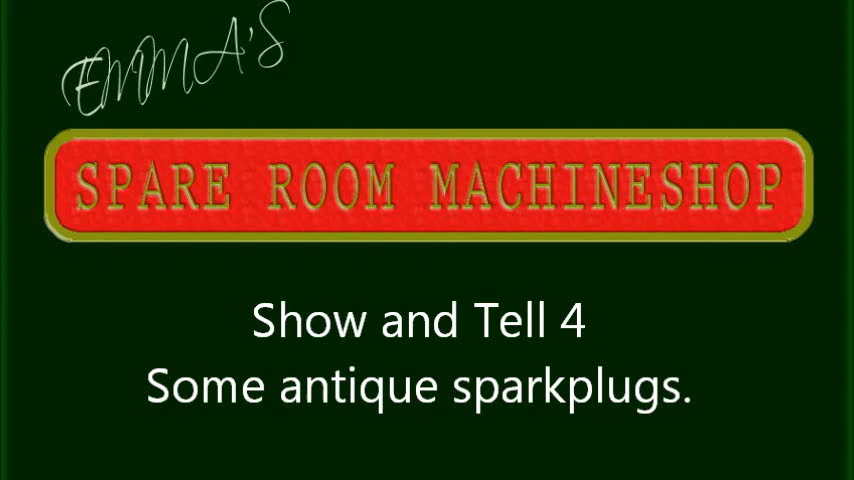 EMMA'S
SPARE ROOM MACHINESHOP
Show and Tell 4
Some antique sparkplugs.